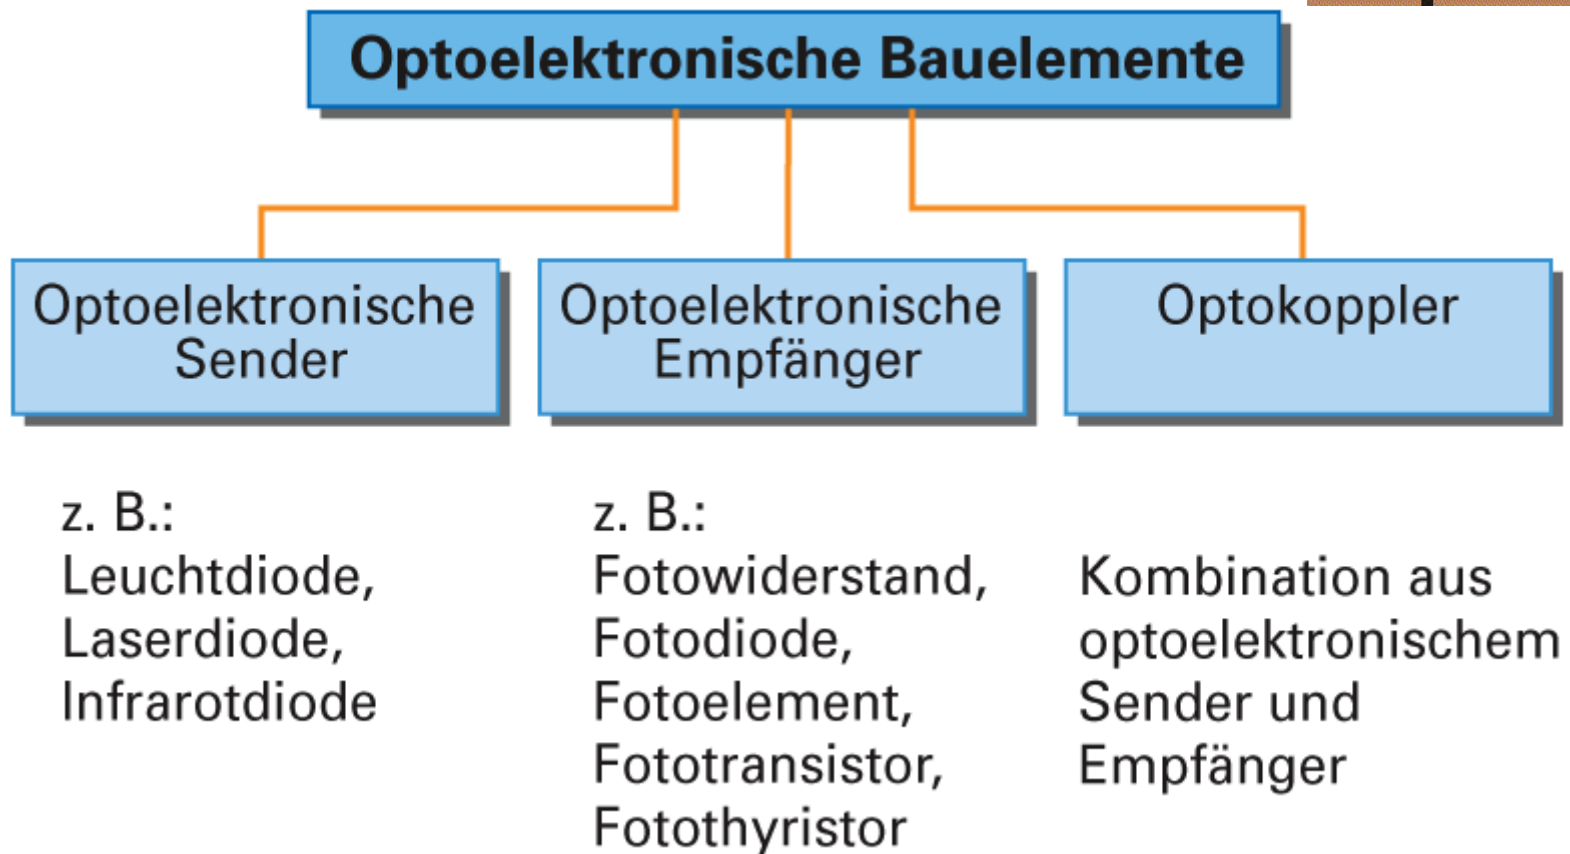 Optoelektronische Bauelemente
Optoelektronische
Sender
Optoelektronische
Empfänger
Optokoppler
z. B.:
Leuchtdiode,
Laserdiode,
Infrarotdiode
z. B.:
Fotowiderstand,
Fotodiode,
Fotoelement,
Fototransistor,
Fotothyristor
Kombination aus
optoelektronischem
Sender und
Empfänger